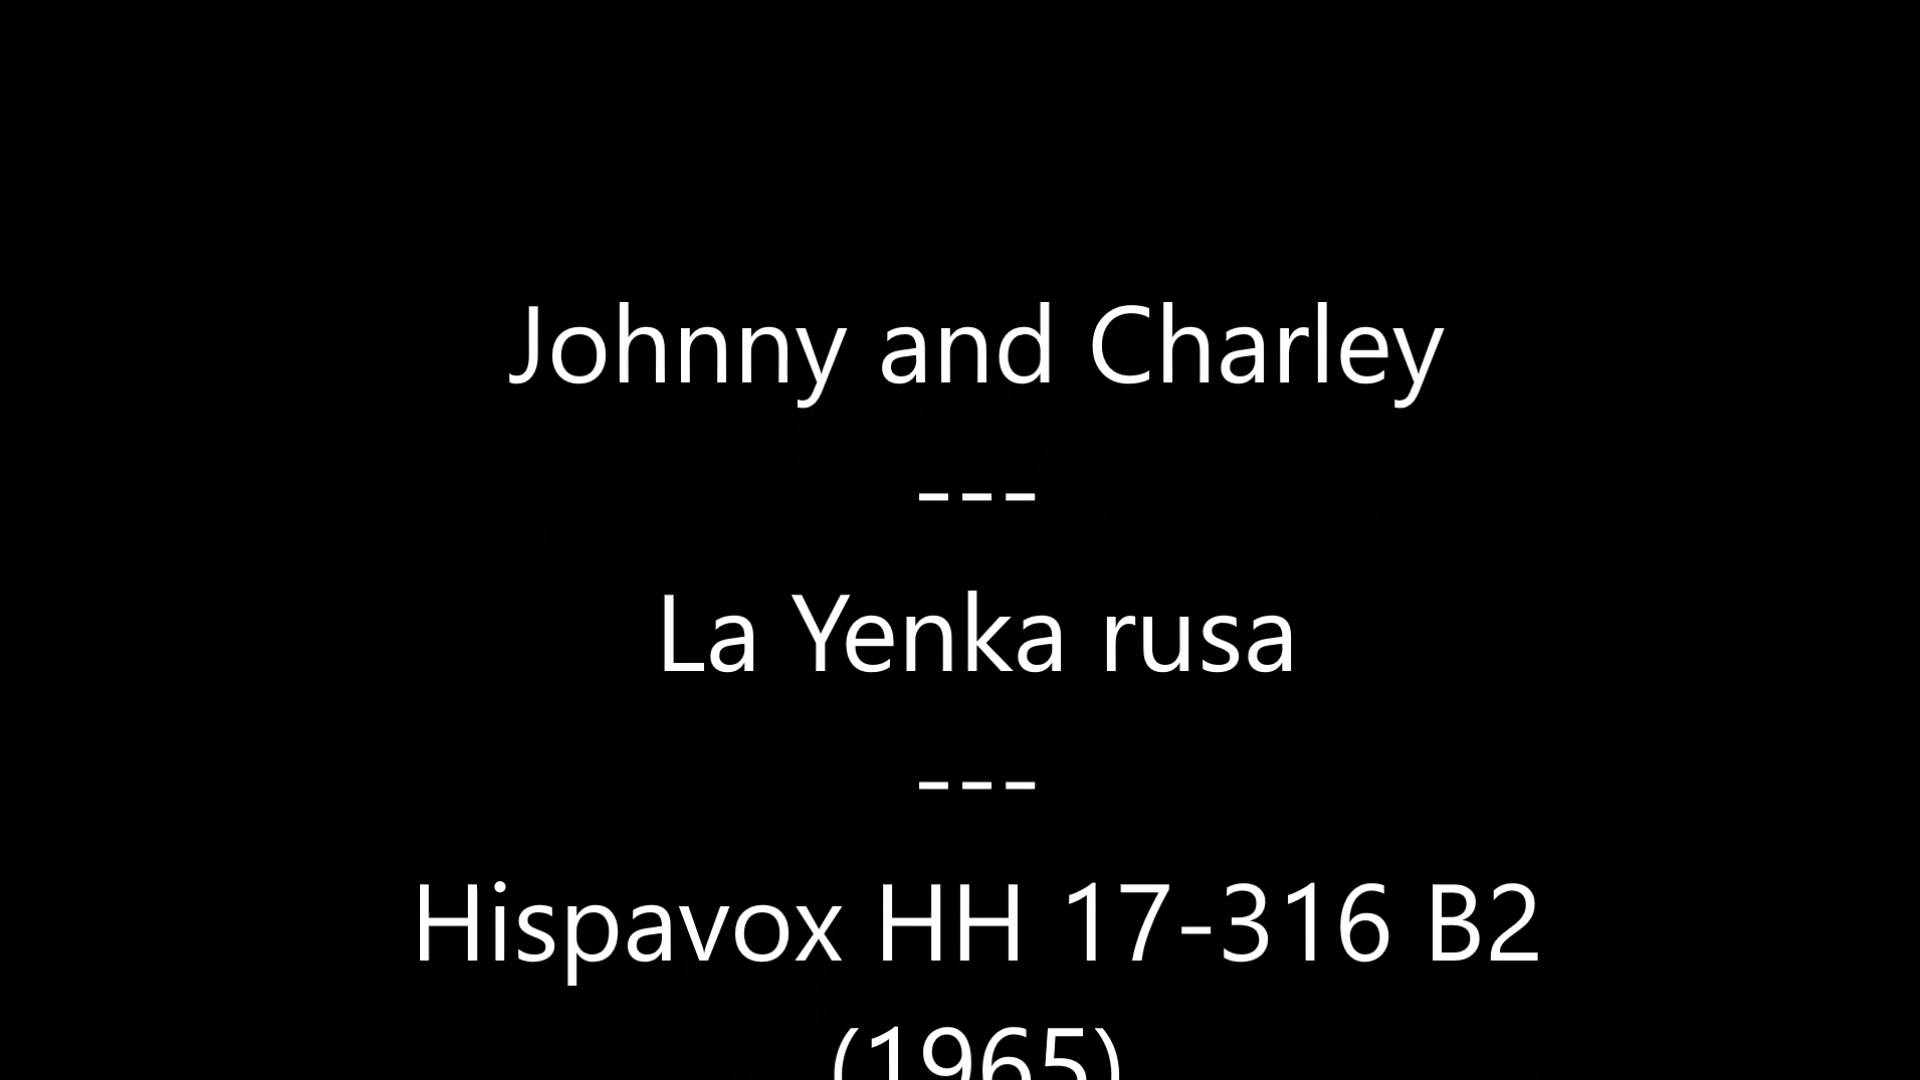 Johnny and Charley
---
La Yenka rusa
---
Hispavox HH 17-316 B2
(1965)